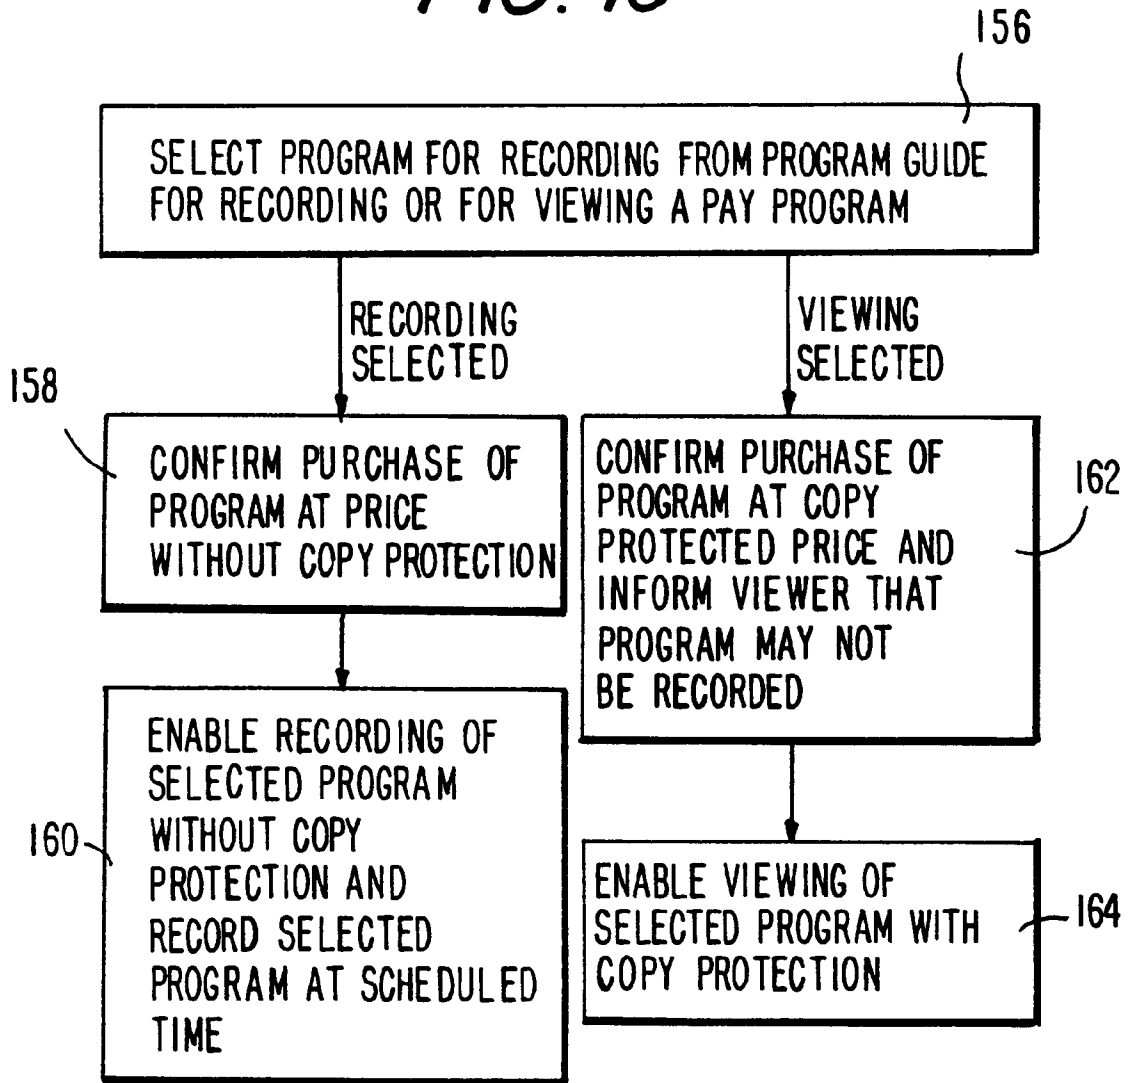 156
SELECT PROGRAM FOR RECORDING FROM PROGRAM GUIDE
FOR RECORDING OR FOR VIEWING A PAY PROGRAM
RECORDING
SELECTED
VIEWING
SELECTED
158
CONFIRM PURCHASE OF
PROGRAM AT PRICE
WITHOUT COPY PROTECTION
160
ENABLE RECORDING OF
SELECTED PROGRAM
WITHOUT COPY
PROTECTION AND
RECORD SELECTED
PROGRAM AT SCHEDULED
TIME
CONFIRM PURCHASE OF
PROGRAM AT COPY
PROTECTED PRICE AND
INFORM VIEWER THAT
PROGRAM MAY NOT
BE RECORDED
162
ENABLE VIEWING OF
SELECTED PROGRAM WITH
COPY PROTECTION
164